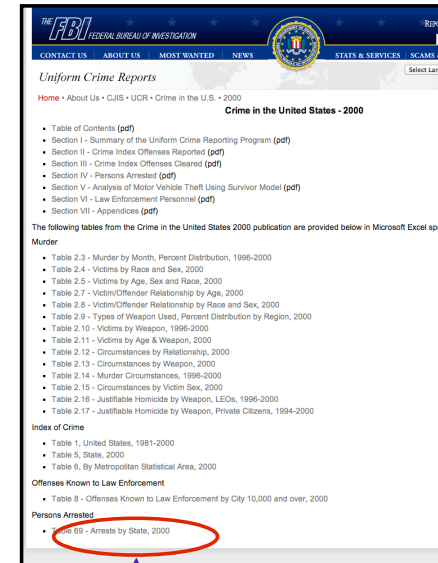 THE FBI FEDERAL BUREAU OF INVESTIGATION
CONTACT US ABOUT US MOST WANTED NEWS STATS & SERVICES SCAMS
Uniform Crime Reports
Home • About Us • CJIS • UCR • Crime in the U.S. • 2000
Crime in the United States - 2000
Table of Contents (pdf)
Section I - Summary of the Uniform Crime Reporting Program (pdf)
Section II - Crime Index Offenses Reported (pdf)
Section III - Crime Index Offenses Cleared (pdf)
Section IV - Persons Arrested (pdf)
Section V - Analysis of Motor Vehicle Theft Using Survivor Model (pdf)
Section VI - Law Enforcement Personnel (pdf)
Section VII - Appendices (pdf)
The following tables from the Crime in the United States 2000 publication are provided below in Microsoft Excel
Murder
Table 2.3 - Murder by Month, Percent Distribution, 1996-2000
Table 2.4 - Victims by Race and Sex, 2000
Table 2.5 - Victims by Age, Sex and Race, 2000
Table 2.7 - Victim/Offender Relationship by Age, 2000
Table 2.8 - Victim/Offender Relationship by Race and Sex, 2000
Table 2.9 - Types of Weapon Used, Percent Distribution by Region, 2000
Table 2.10 - Victims by Weapon, 1996-2000
Table 2.11 - Victims by Age & Weapon, 2000
Table 2.12 - Circumstances by Relationship, 2000
Table 2.13 - Circumstances by Weapon, 2000
Table 2.14 - Murder Circumstances, 1996-2000
Table 2.15 - Circumstances by Victim Sex, 2000
Table 2.16 - Justifiable Homicide by Weapon, LEOs, 1996-2000
Table 2.17 - Justifiable Homicide by Weapon, Private Citizens, 1994-2000
Index of Crime
Table 1, United States, 1981-2000
Table 5, State, 2000
Table 6, By Metropolitan Statistical Area, 2000
Offenses Known to Law Enforcement
Table 8 - Offenses Known to Law Enforcement by City 10,000 and over, 2000
Persons Arrested
Table 69 - Arrests by State, 2000